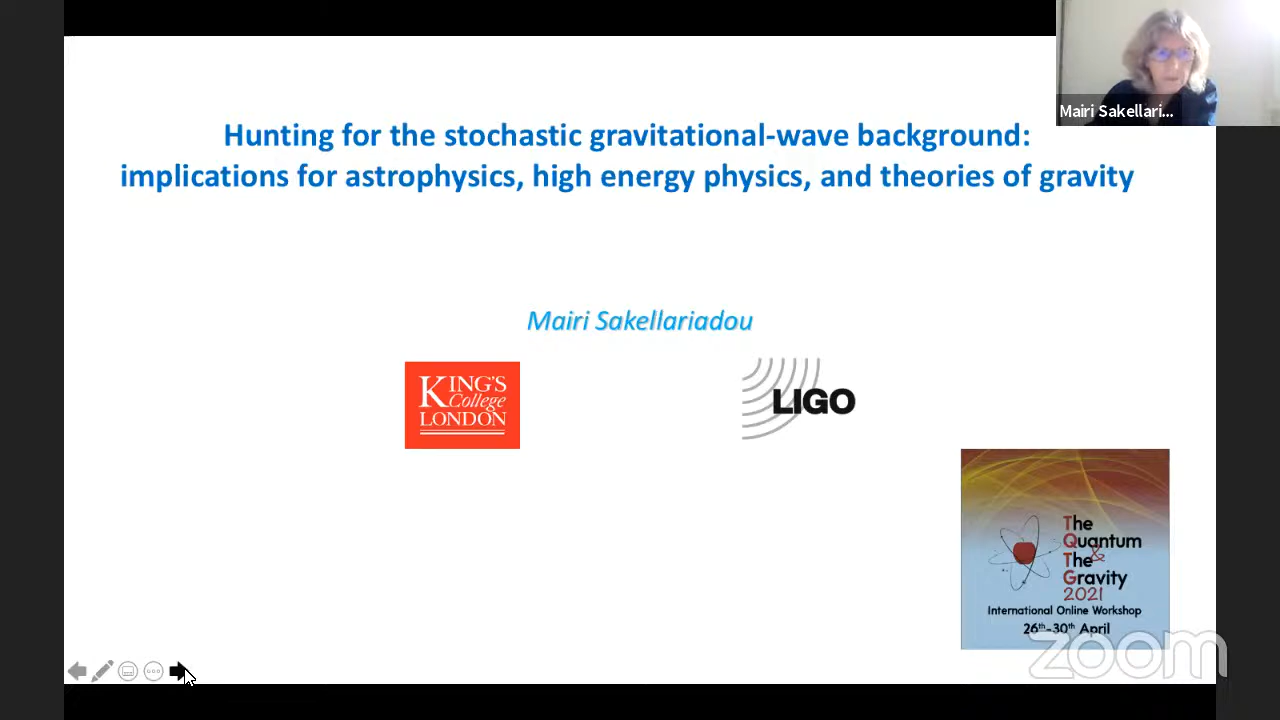 Mairi Sakellari...
Hunting for the stochastic gravitational-wave background:
implications for astrophysics, high energy physics, and theories of gravity
Mairi Sakellariadou
KING'S
College
LONDON
LIGO
The
Quantum
&
The
Gravity
2021
International Online Workshop
26th-30th April
zoom